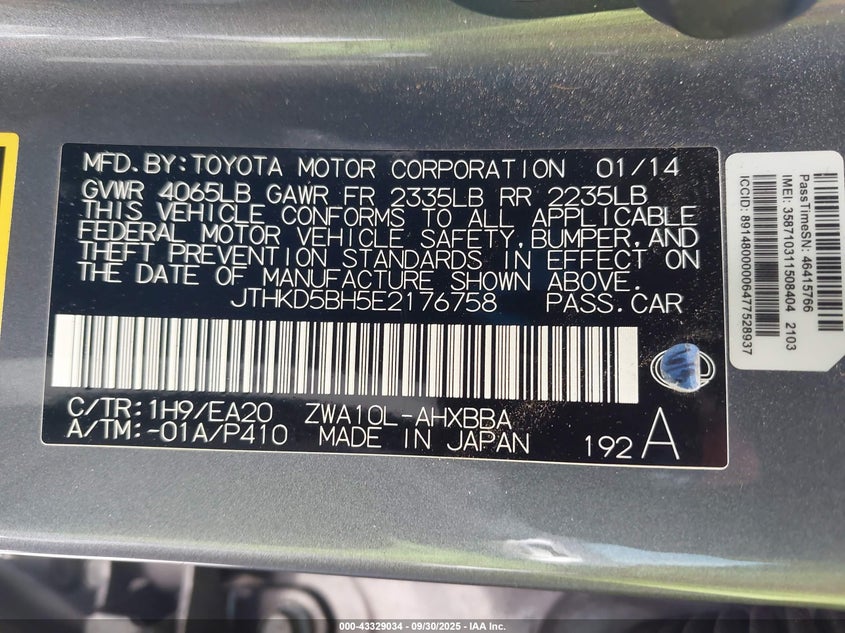 MFD.BY:TOYOTA MOTOR CORPORATION 01/14
GVWR 4065LB GAWR FR 2335LB RR 2235LB
THIS VEHICLE CONFORMS TO ALL APPLICABLE
FEDERAL MOTOR VEHICLE SAFETY,BUMPER,AND
THEFT PREVENTION STANDARDS IN EFFECT ON
THE DATE OF MANUFACTURE SHOWN ABOVE.
JTHKD5BH5E2176758 PASS.CAR
C/TR:1H9/EA20 ZWA10L-AHXBBA
A/TM:-01A/P410 MADE IN JAPAN 192 A
PassTimeSN: 46415766
IMEI: 358710311508404 2103
ICCID: 89148000006477528937
000-43329034 - 09/30/2025 - IAA Inc.